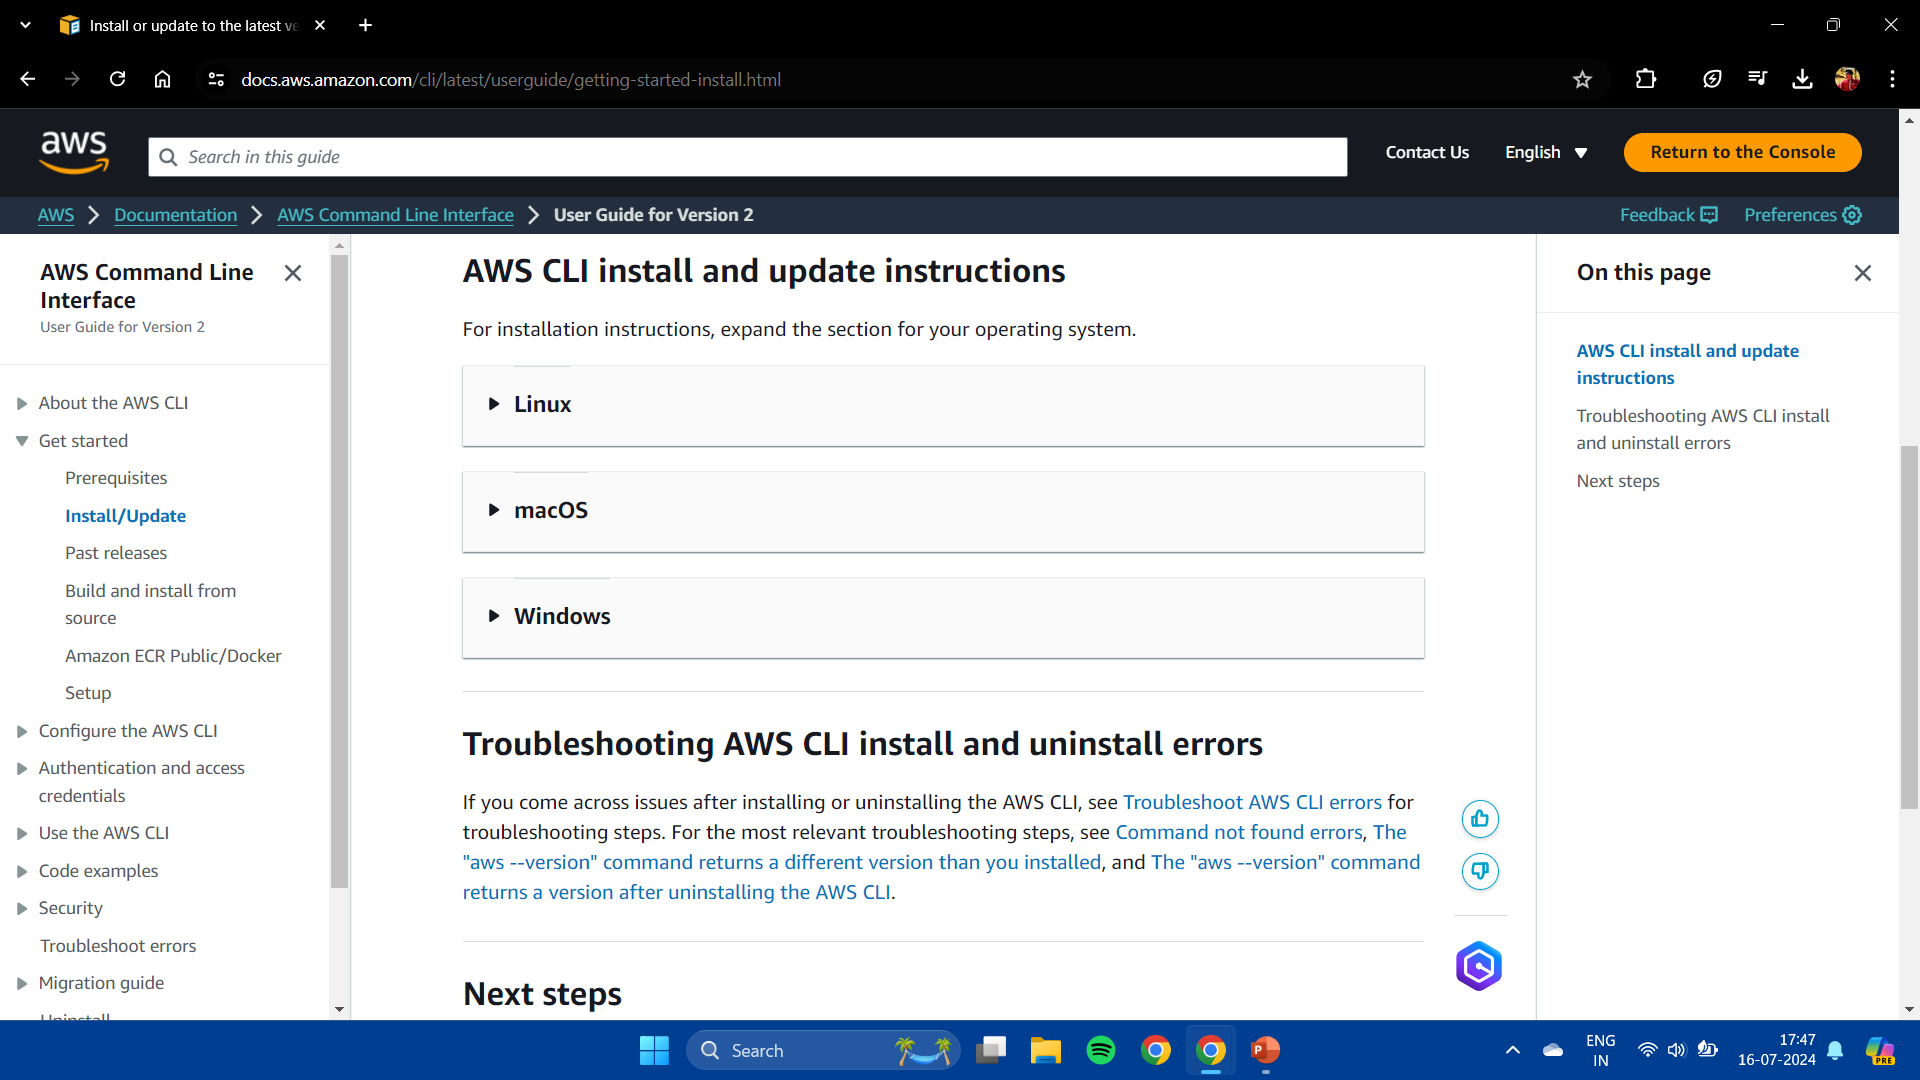 Install or update to the latest ve
docs.aws.amazon.com/cli/latest/userguide/getting-started-install.html
aws
Search in this guide
Contact Us
English
Return to the Console
AWS
Documentation
AWS Command Line Interface
User Guide for Version 2
Feedback
Preferences
AWS Command Line
Interface
User Guide for Version 2
About the AWS CLI
Get started
Prerequisites
Install/Update
Past releases
Build and install from
source
Amazon ECR Public/Docker
Setup
Configure the AWS CLI
Authentication and access
credentials
Use the AWS CLI
Code examples
Security
Troubleshoot errors
Migration guide
Uninstall
AWS CLI install and update instructions
For installation instructions, expand the section for your operating system.
Linux
macOS
Windows
Troubleshooting AWS CLI install and uninstall errors
If you come across issues after installing or uninstalling the AWS CLI, see Troubleshoot AWS CLI errors for
troubleshooting steps. For the most relevant troubleshooting steps, see Command not found errors, The
"aws --version" command returns a different version than you installed, and The "aws --version" command
returns a version after uninstalling the AWS CLI.
Next steps
On this page
AWS CLI install and update
instructions
Troubleshooting AWS CLI install
and uninstall errors
Next steps
Search
P
ENG
IN
17:47
16-07-2024
PRE